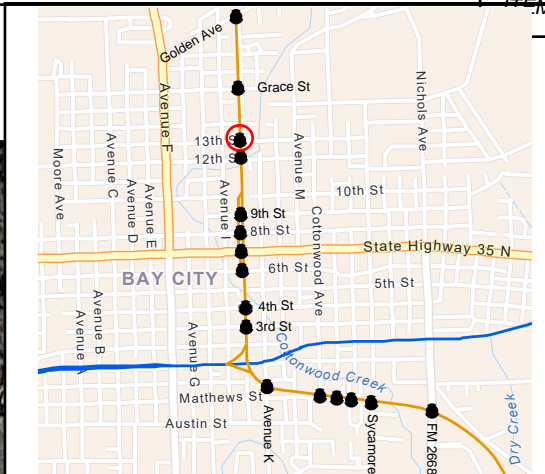 Golden Ave
Grace St
Avenue F
Nichols Ave
13th S
12th S
Avenue M
Avenue C
Moore Ave
Avenue D
Avenue E
Avenue I
10th St
9th St
8th St
Cottonwood Ave
State Highway 35 N
6th St
BAY CITY
5th St
4th St
3rd St
Avenue B
Avenue A
Avenue G
Cottonwood Creek
Matthews St
Austin St
Avenue K
Sycamore
FM 2668
Dry Creek